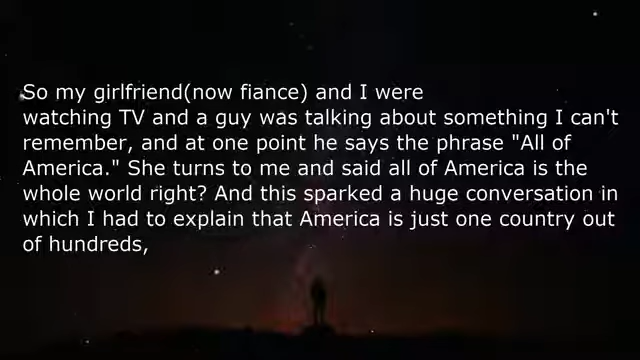 So my girlfriend(now fiance) and I were
watching TV and a guy was talking about something I can't
remember, and at one point he says the phrase "All of
America." She turns to me and said all of America is the
whole world right? And this sparked a huge conversation in
which I had to explain that America is just one country out
of hundreds,